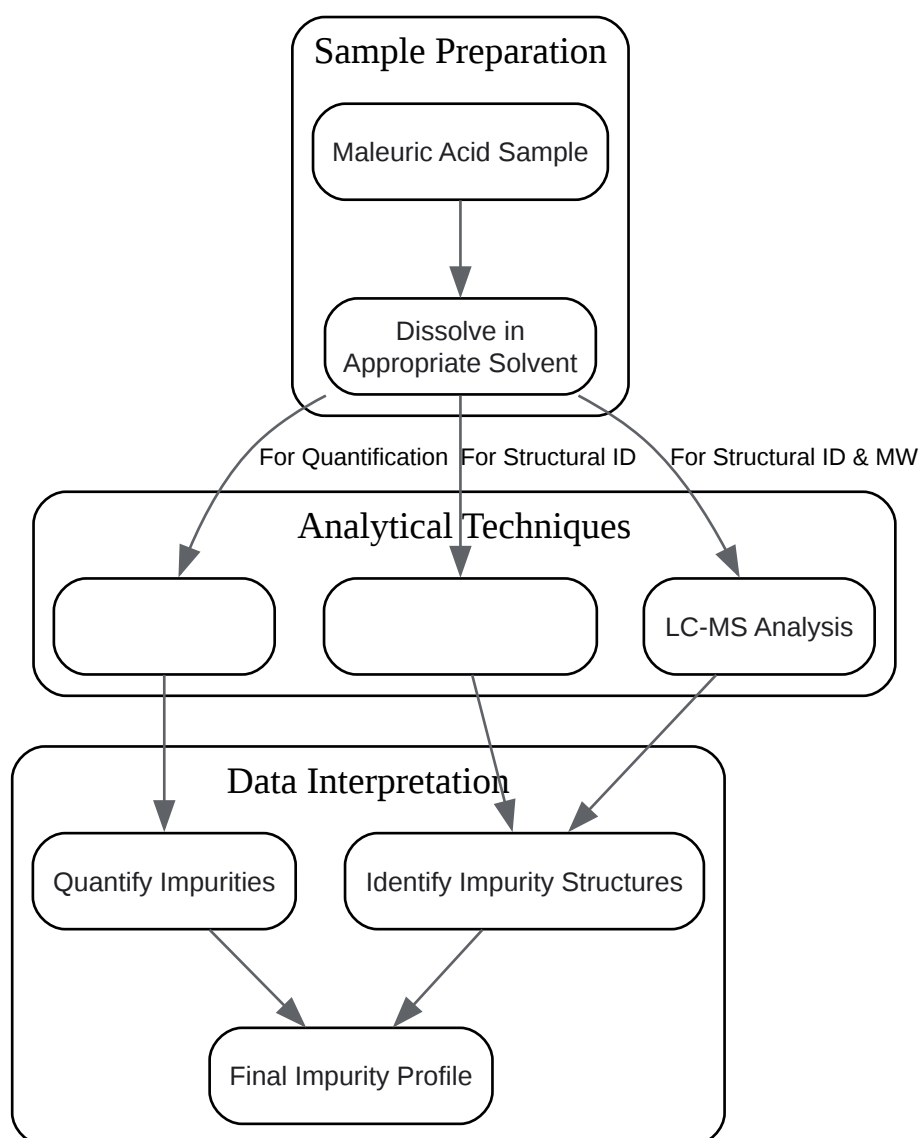 Sample Preparation
Maleuric Acid Sample
Dissolve in
Appropriate Solvent
For Quantification
For Structural ID
For Structural ID & MW
Analytical Techniques
LC-MS Analysis
Data Interpretation
Quantify Impurities
Identify Impurity Structures
Final Impurity Profile